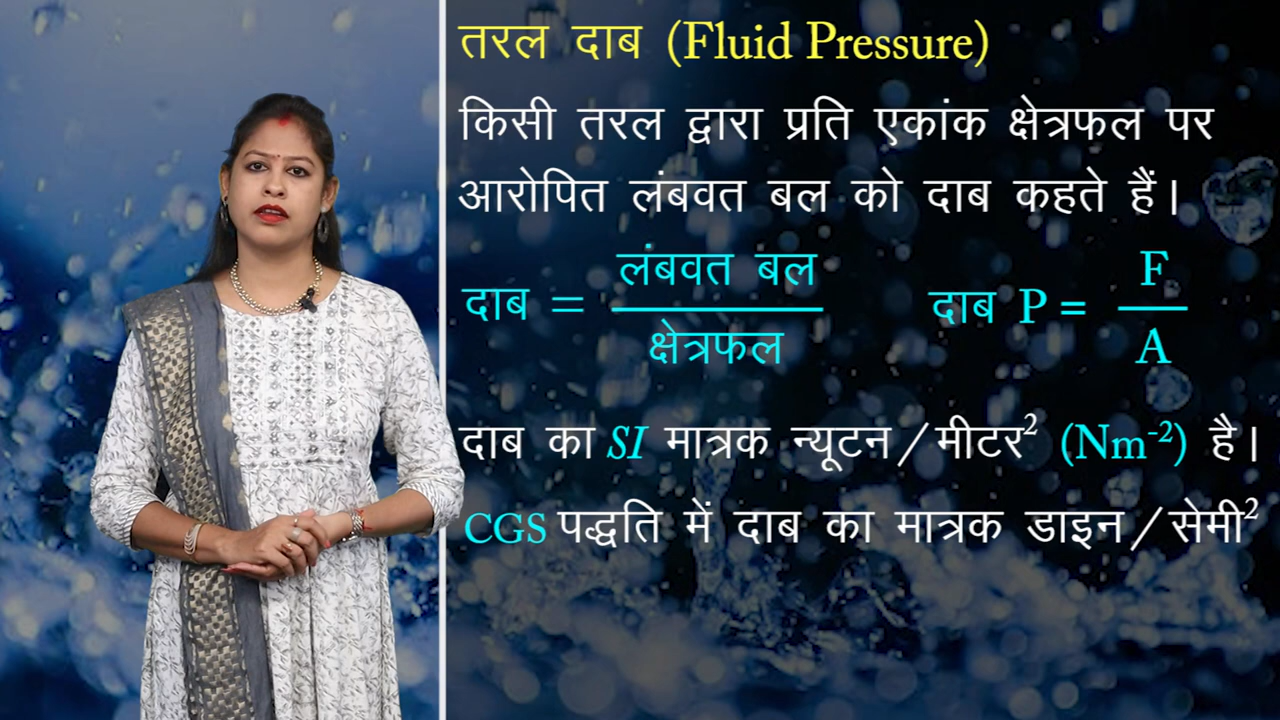 तरल दाब (Fluid Pressure)
किसी तरल द्वारा प्रति एकांक क्षेत्रफल पर
आरोपित लंबवत बल को दाब कहते हैं।
दाब = लंबवत बल / क्षेत्रफल दाब P = F / A
दाब का SI मात्रक न्यूटन/मीटर² (Nm⁻²) है।
CGS पद्धति में दाब का मात्रक डाइन/सेमी²